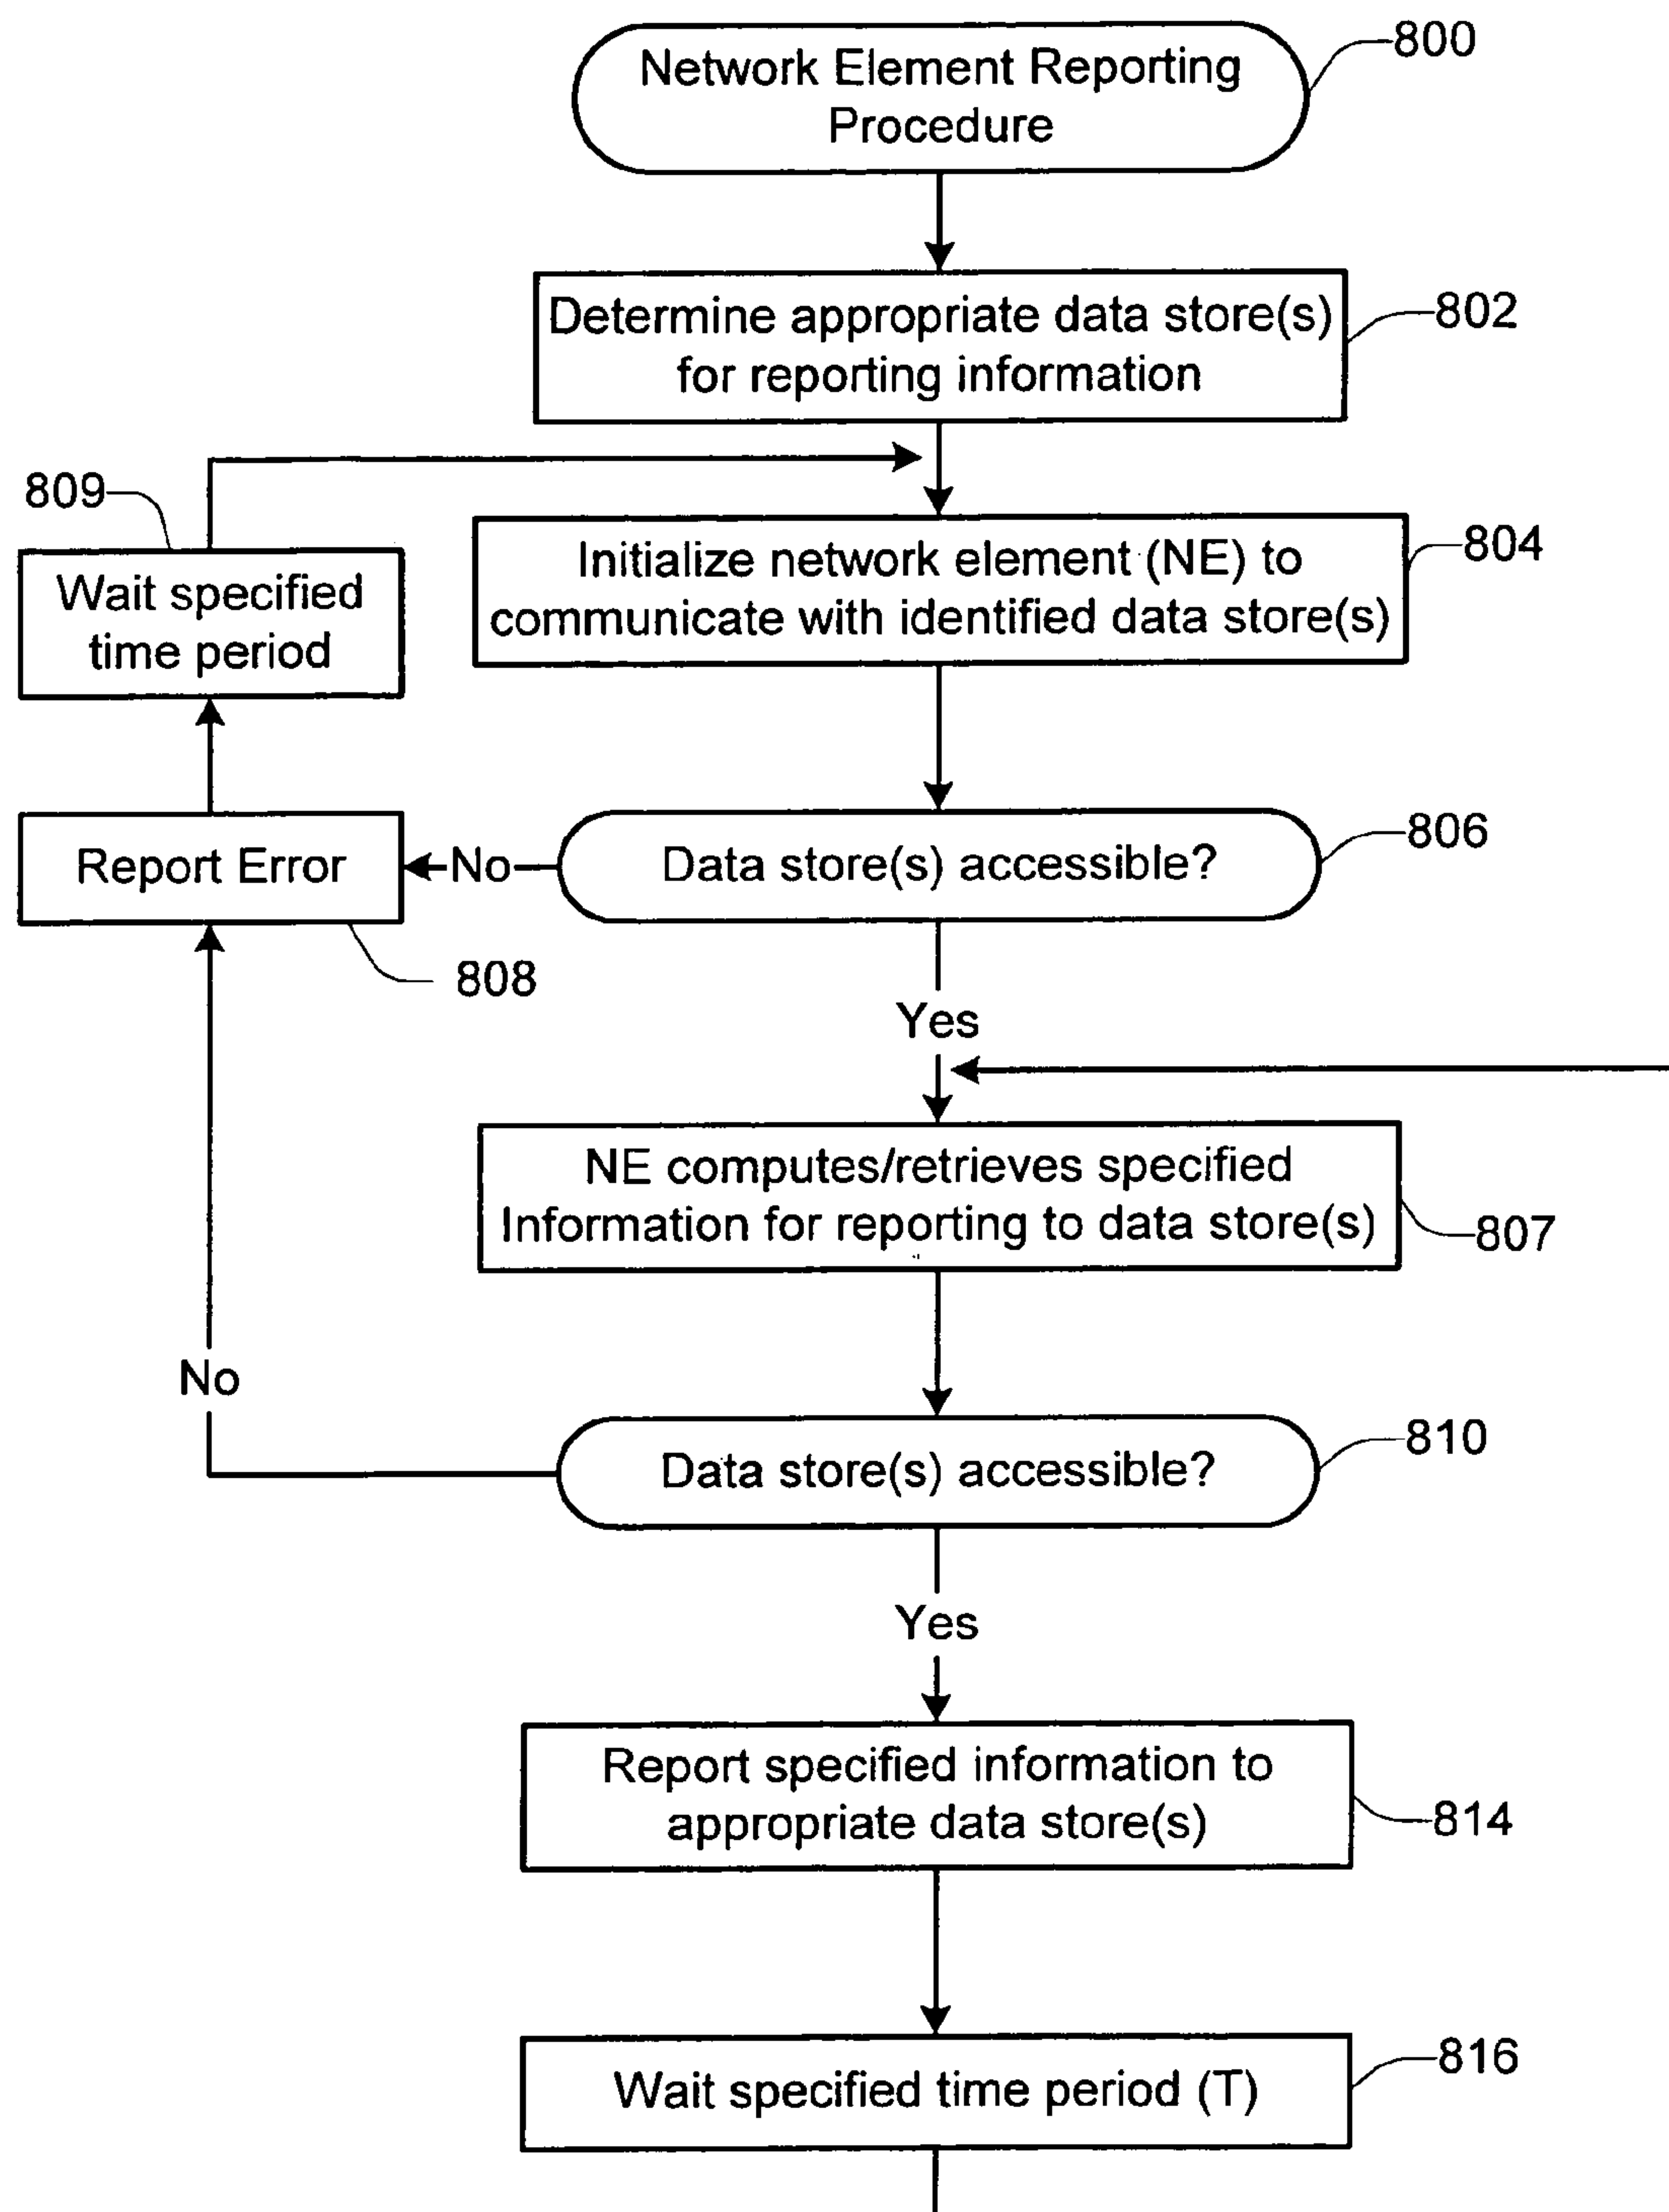 Network Element Reporting
Procedure
800
Determine appropriate data store(s)
for reporting information
802
809
Wait specified
time period
Initialize network element (NE) to
communicate with identified data store(s)
804
Report Error
No
Data store(s) accessible?
806
808
Yes
NE computes/retrieves specified
Information for reporting to data store(s)
807
No
Data store(s) accessible?
810
Yes
Report specified information to
appropriate data store(s)
814
Wait specified time period (T)
816